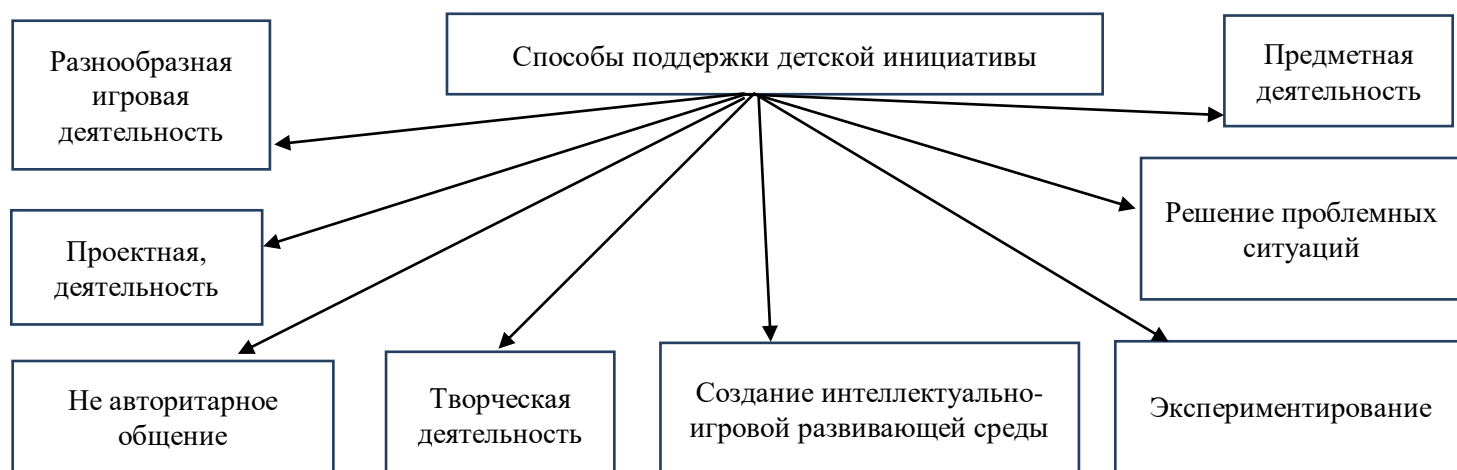 Способы поддержки детской инициативы
Разнообразная
игровая
деятельность
Предметная
деятельность
Проектная,
деятельность
Решение проблемных
ситуаций
Не авторитарное
общение
Творческая
деятельность
Создание интеллектуально-
игровой развивающей среды
Экспериментирование